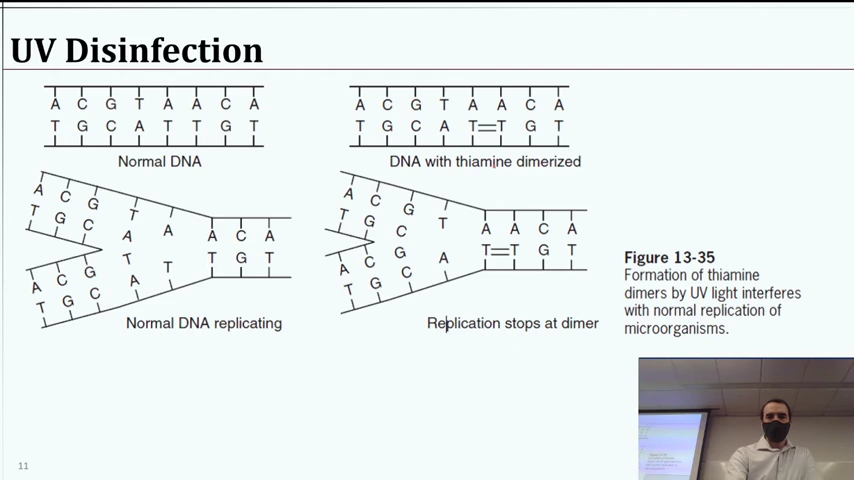 UV Disinfection
A C G T A A C A
T G C A T T G T
Normal DNA
A C G T A A C A
T G C A T=T G T
DNA with thiamine dimerized
A C G T A A C A
T G C A T G T
A C G T T
T G C A
Normal DNA replicating
A C G T A A C A
T G C T=T G T
A C G A
T G C
Replication stops at dimer
Figure 13-35
Formation of thiamine
dimers by UV light interferes
with normal replication of
microorganisms.
11